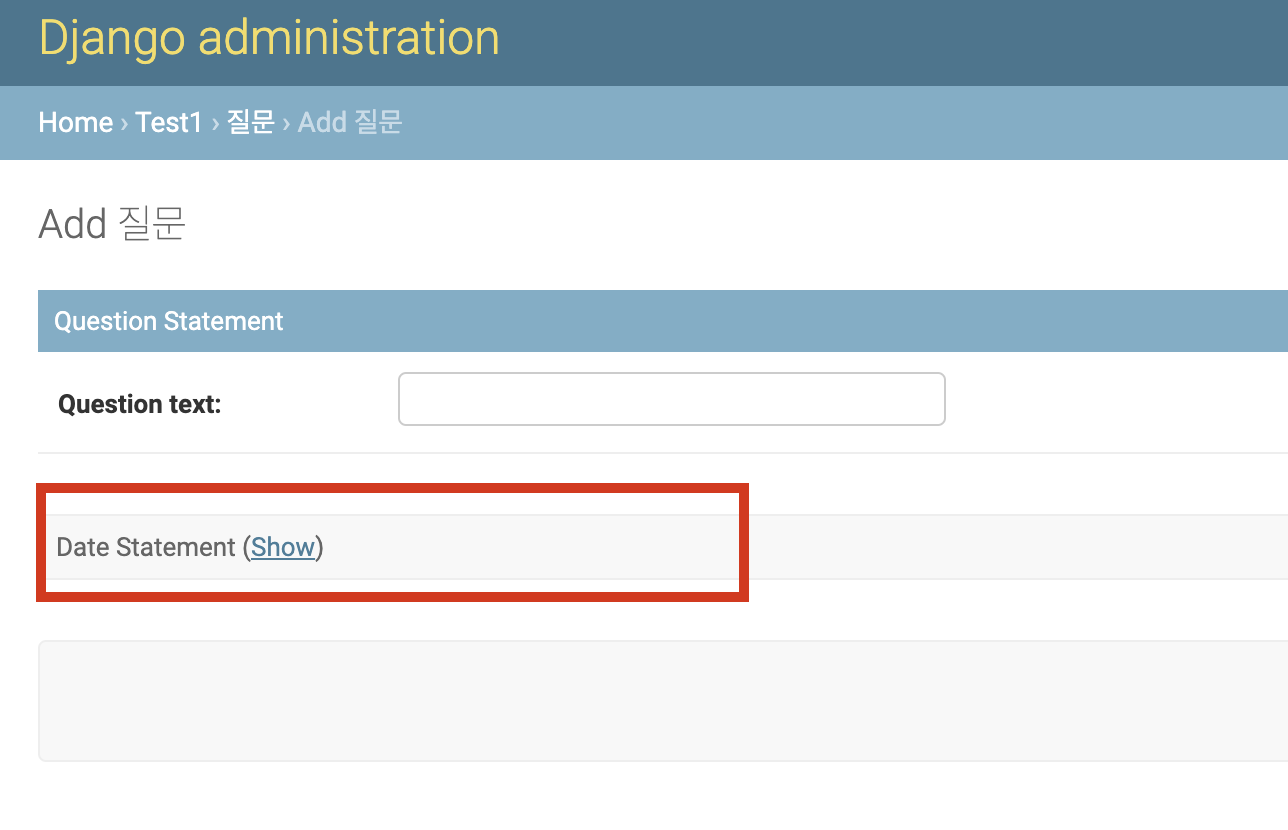 Django administration
Home › Test1 › 질문 › Add 질문
Add 질문
Question Statement
Question text:
Date Statement (Show)